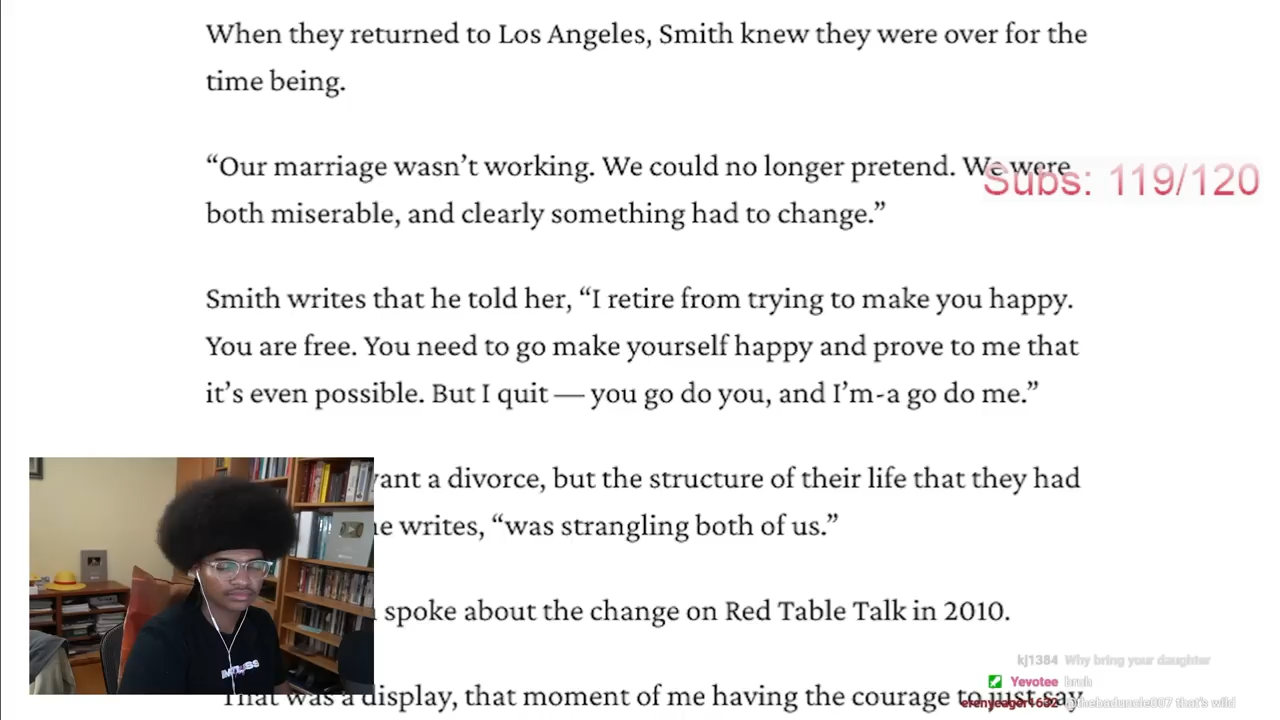 When they returned to Los Angeles, Smith knew they were over for the
time being.
“Our marriage wasn’t working. We could no longer pretend. We were
Subs: 119/120
both miserable, and clearly something had to change.”
Smith writes that he told her, “I retire from trying to make you happy.
You are free. You need to go make yourself happy and prove to me that
it’s even possible. But I quit — you go do you, and I’m-a go do me.”
a divorce, but the structure of their life that they had
writes, “was strangling both of us.”
spoke about the change on Red Table Talk in 2010.
kj1384 Why bring your daughter
Yevotee bruh
That was a display, that moment of me having the courage to just say
that's wild